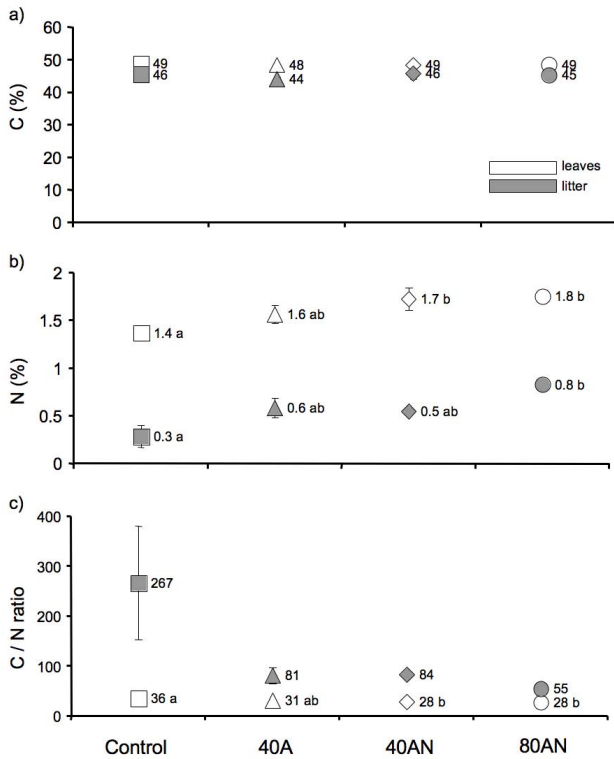 a)
60
50
40
30
20
10
0
C (%)
49
46
48
44
49
46
49
45
leaves
litter
b)
2
1.5
1
0.5
0
N (%)
1.4 a
1.6 ab
1.7 b
1.8 b
0.3 a
0.6 ab
0.5 ab
0.8 b
c)
400
300
200
100
0
C / N ratio
267
81
84
55
36 a
31 ab
28 b
28 b
Control 40A 40AN 80AN